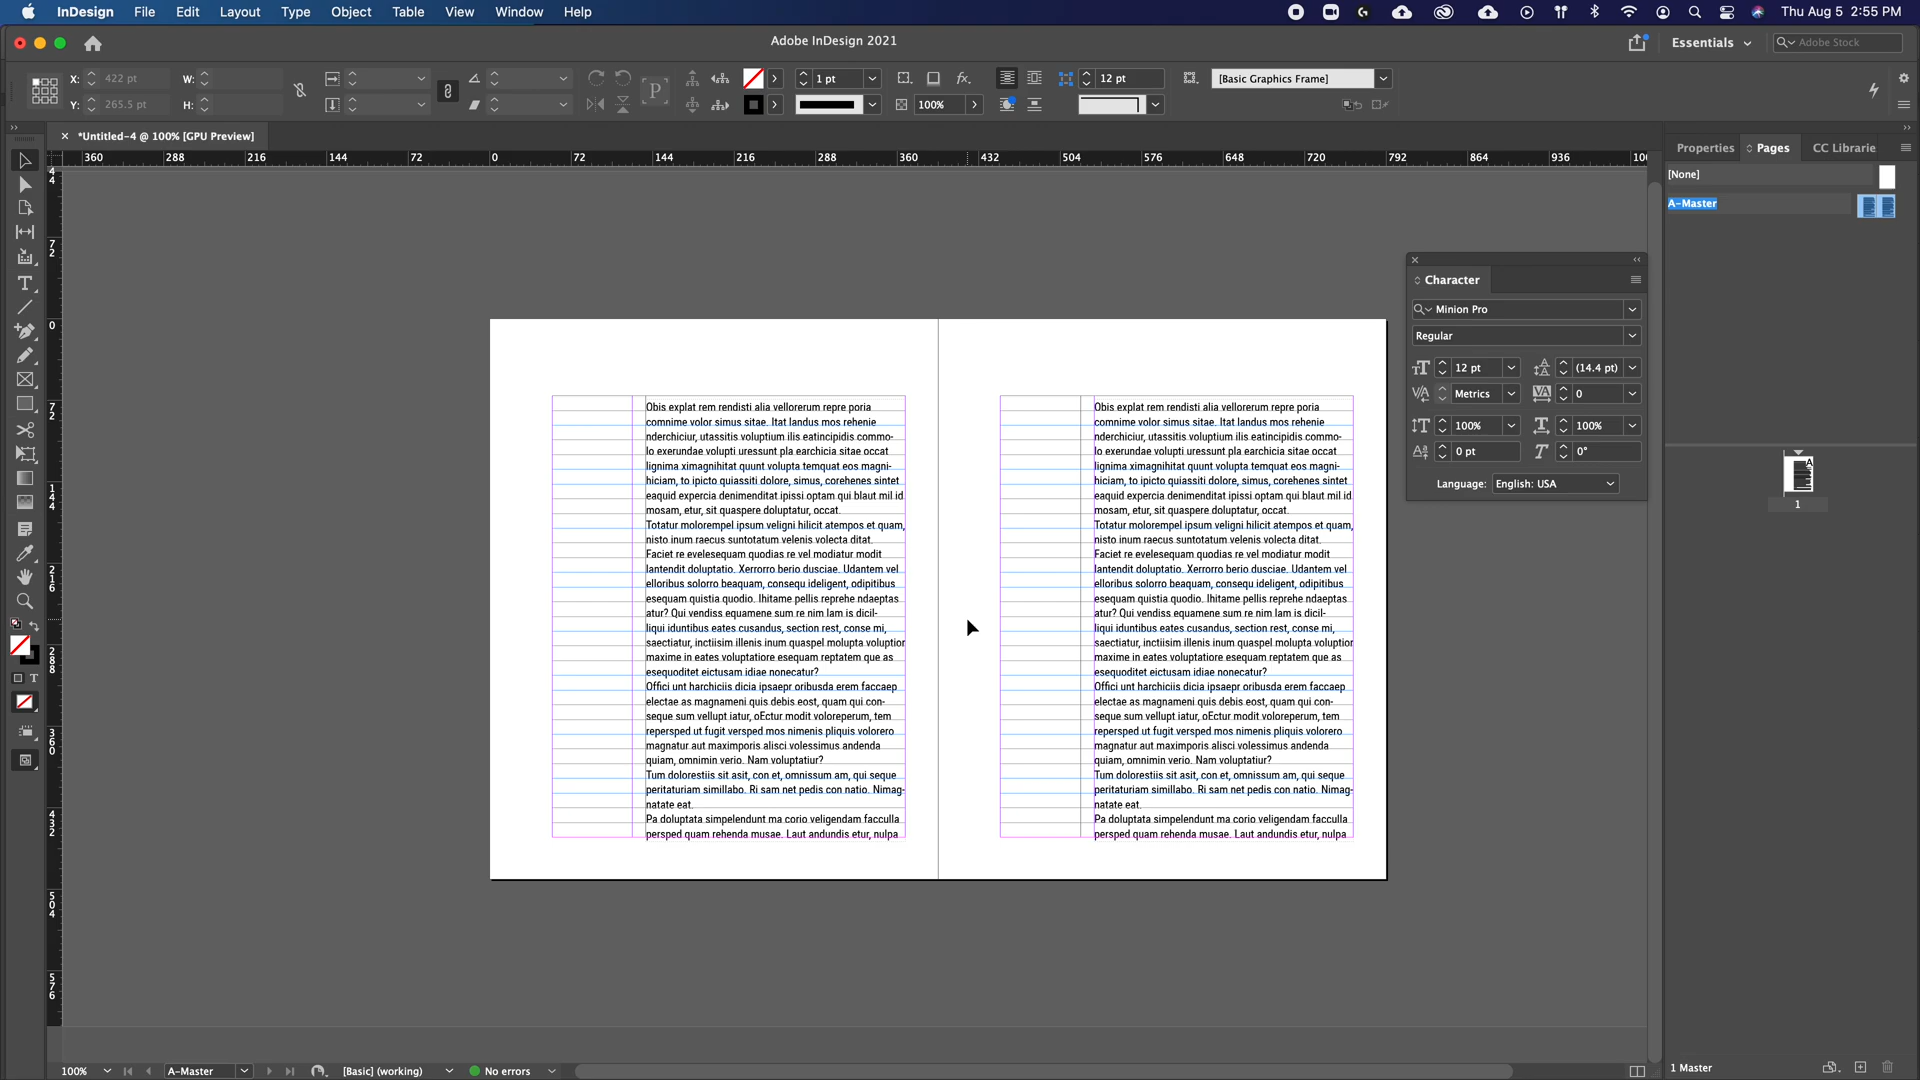 InDesign File Edit Layout Type Object Table View Window Help Thu Aug 5 2:55 PM
Adobe InDesign 2021 Essentials Adobe Stock
X: 422 pt W: 1 pt 12 pt [Basic Graphics Frame]
Y: 265.5 pt H: 100%
*Untitled-4 @ 100% [GPU Preview]
Properties Pages CC Librarie
360 288 216 144 72 0 72 144 216 288 360 432 504 576 648 720 792 864 936
[None]
A-Master
1
Character
Minion Pro
Regular
12 pt (14.4 pt)
Metrics 0
100% 100%
0 pt 0°
Language: English: USA
Obis explat rem rendisti alia vellorerum repre poria
comnime volor simus sitae. Itat landus mos rehenie
nderchiciur, utassitis voluptium ilis eatincipidis commo-
lo exerundae volupti uressunt pla earchicia sitae occat
lignima ximagnihitat quunt volupta temquat eos magni-
hiciam, to ipicto quiassiti dolore, simus, corehenes sintet
eaquid expercia denimenditat ipissi optam qui blaut mil id
mosam, etur, sit quaspere doluptatur, occat.
Totatur molorempel ipsum veligni hilicit atempos et quam,
nisto inum raecus suntotatum velenis volecta ditat.
Faciet re evelesequam quodias re vel modiatur modit
lantendit doluptatio. Xerrorro berio dusciae. Udantem vel
elloribus solorro beaquam, consequ ideligent, odipitibus
esequam quistia quodio. Ihitame pellis reprehe ndaeptas
atur? Qui vendiss equamene sum re nim lam is dicil-
liqui iduntibus eates cusandus, section rest, conse mi,
saectiatur, inctiisim illenis inum quaspel molupta voluption
maxime in eates voluptatiore esequam reptatem que as
esequoditet eictusam idiae nonecatur?
Offici unt harchiciis dicia ipsaepr oribusda erem faccaep
electae as magnameni quis debis eost, quam qui con-
seque sum vellupt iatur, oEctur modit voloreperum, tem
repersped ut fugit versped mos nimenis pliquis volorero
magnatur aut maximporis alisci volessimus andenda
quiam, omnimin verio. Nam voluptatiur?
Tum dolorestiis sit asit, con et, omnissum am, qui seque
peritaturiam simillabo. Ri sam net pedis con natio. Nimag-
natate eat.
Pa doluptata simpelendunt ma corio veligendam facculla
persped quam rehenda musae. Laut andundis etur, nulpa
Obis explat rem rendisti alia vellorerum repre poria
comnime volor simus sitae. Itat landus mos rehenie
nderchiciur, utassitis voluptium ilis eatincipidis commo-
lo exerundae volupti uressunt pla earchicia sitae occat
lignima ximagnihitat quunt volupta temquat eos magni-
hiciam, to ipicto quiassiti dolore, simus, corehenes sintet
eaquid expercia denimenditat ipissi optam qui blaut mil id
mosam, etur, sit quaspere doluptatur, occat.
Totatur molorempel ipsum veligni hilicit atempos et quam,
nisto inum raecus suntotatum velenis volecta ditat.
Faciet re evelesequam quodias re vel modiatur modit
lantendit doluptatio. Xerrorro berio dusciae. Udantem vel
elloribus solorro beaquam, consequ ideligent, odipitibus
esequam quistia quodio. Ihitame pellis reprehe ndaeptas
atur? Qui vendiss equamene sum re nim lam is dicil-
liqui iduntibus eates cusandus, section rest, conse mi,
saectiatur, inctiisim illenis inum quaspel molupta voluption
maxime in eates voluptatiore esequam reptatem que as
esequoditet eictusam idiae nonecatur?
Offici unt harchiciis dicia ipsaepr oribusda erem faccaep
electae as magnameni quis debis eost, quam qui con-
seque sum vellupt iatur, oEctur modit voloreperum, tem
repersped ut fugit versped mos nimenis pliquis volorero
magnatur aut maximporis alisci volessimus andenda
quiam, omnimin verio. Nam voluptatiur?
Tum dolorestiis sit asit, con et, omnissum am, qui seque
peritaturiam simillabo. Ri sam net pedis con natio. Nimag-
natate eat.
Pa doluptata simpelendunt ma corio veligendam facculla
persped quam rehenda musae. Laut andundis etur, nulpa
100% A-Master [Basic] (working) No errors 1 Master